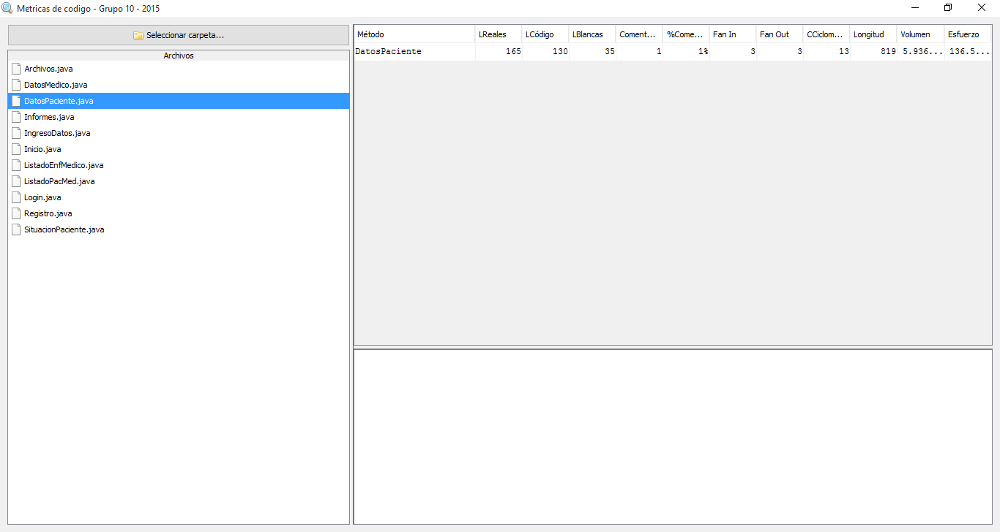 Metricas de codigo - Grupo 10 - 2015
Seleccionar carpeta...
Archivos
Archivos.java
DatosMedico.java
DatosPaciente.java
Informes.java
IngresoDatos.java
Inicio.java
ListadoEnfMedico.java
ListadoPacMed.java
Login.java
Registro.java
SituacionPaciente.java
Método LReales LCódigo LBlancas Coment... %Come... Fan In Fan Out CCiclom... Longitud Volumen Esfuerzo
DatosPaciente 165 130 35 1 1% 3 3 13 819 5.936... 136.5...